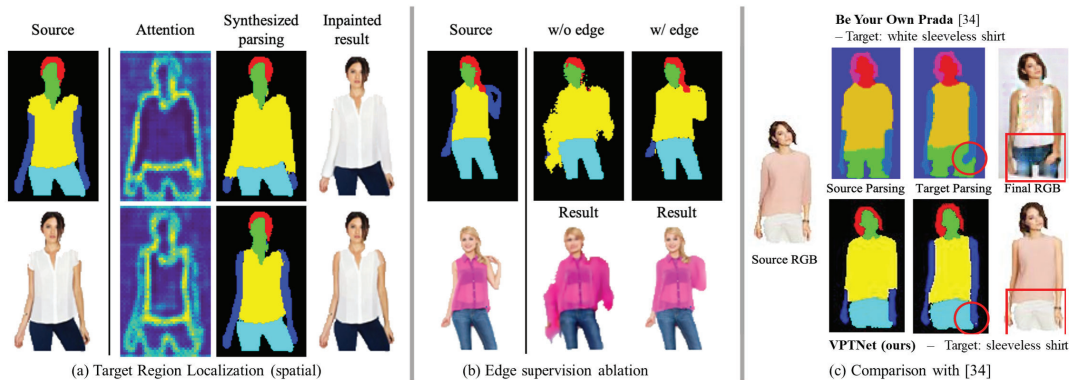 Source
Attention
Synthesized
parsing
Inpainted
result
(a) Target Region Localization (spatial)
Source
w/o edge
w/ edge
Result
Result
(b) Edge supervision ablation
Be Your Own Prada [34]
– Target: white sleeveless shirt
Source Parsing
Target Parsing
Final RGB
Source RGB
VPTNet (ours) – Target: sleeveless shirt
(c) Comparison with [34]